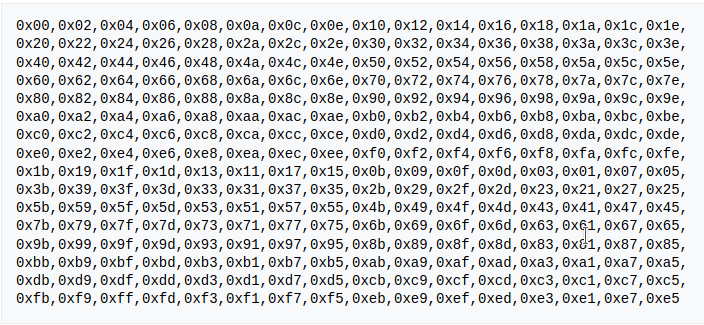 0x00,0x02,0x04,0x06,0x08,0x0a,0x0c,0x0e,0x10,0x12,0x14,0x16,0x18,0x1a,0x1c,0x1e,
0x20,0x22,0x24,0x26,0x28,0x2a,0x2c,0x2e,0x30,0x32,0x34,0x36,0x38,0x3a,0x3c,0x3e,
0x40,0x42,0x44,0x46,0x48,0x4a,0x4c,0x4e,0x50,0x52,0x54,0x56,0x58,0x5a,0x5c,0x5e,
0x60,0x62,0x64,0x66,0x68,0x6a,0x6c,0x6e,0x70,0x72,0x74,0x76,0x78,0x7a,0x7c,0x7e,
0x80,0x82,0x84,0x86,0x88,0x8a,0x8c,0x8e,0x90,0x92,0x94,0x96,0x98,0x9a,0x9c,0x9e,
0xa0,0xa2,0xa4,0xa6,0xa8,0xaa,0xac,0xae,0xb0,0xb2,0xb4,0xb6,0xb8,0xba,0xbc,0xbe,
0xc0,0xc2,0xc4,0xc6,0xc8,0xca,0xcc,0xce,0xd0,0xd2,0xd4,0xd6,0xd8,0xda,0xdc,0xde,
0xe0,0xe2,0xe4,0xe6,0xe8,0xea,0xec,0xee,0xf0,0xf2,0xf4,0xf6,0xf8,0xfa,0xfc,0xfe,
0x1b,0x19,0x1f,0x1d,0x13,0x11,0x17,0x15,0x0b,0x09,0x0f,0x0d,0x03,0x01,0x07,0x05,
0x3b,0x39,0x3f,0x3d,0x33,0x31,0x37,0x35,0x2b,0x29,0x2f,0x2d,0x23,0x21,0x27,0x25,
0x5b,0x59,0x5f,0x5d,0x53,0x51,0x57,0x55,0x4b,0x49,0x4f,0x4d,0x43,0x41,0x47,0x45,
0x7b,0x79,0x7f,0x7d,0x73,0x71,0x77,0x75,0x6b,0x69,0x6f,0x6d,0x63,0x61,0x67,0x65,
0x9b,0x99,0x9f,0x9d,0x93,0x91,0x97,0x95,0x8b,0x89,0x8f,0x8d,0x83,0x81,0x87,0x85,
0xbb,0xb9,0xbf,0xbd,0xb3,0xb1,0xb7,0xb5,0xab,0xa9,0xaf,0xad,0xa3,0xa1,0xa7,0xa5,
0xdb,0xd9,0xdf,0xdd,0xd3,0xd1,0xd7,0xd5,0xcb,0xc9,0xcf,0xcd,0xc3,0xc1,0xc7,0xc5,
0xfb,0xf9,0xff,0xfd,0xf3,0xf1,0xf7,0xf5,0xeb,0xe9,0xef,0xed,0xe3,0xe1,0xe7,0xe5